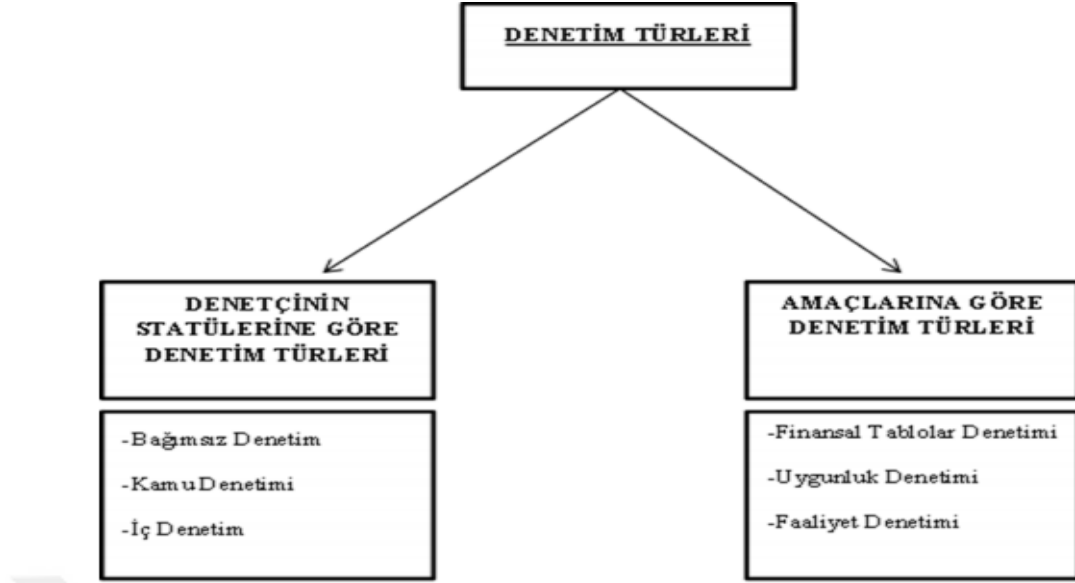 DENETİM TÜRLERİ
DENETÇİNİN
STATÜLERİNE GÖRE
DENETİM TÜRLERİ
-Bağımsız Denetim
-Kamu Denetimi
-İç Denetim
AMAÇLARINA GÖRE
DENETİM TÜRLERİ
-Finansal Tablolar Denetimi
-Uygunluk Denetimi
-Faaliyet Denetimi